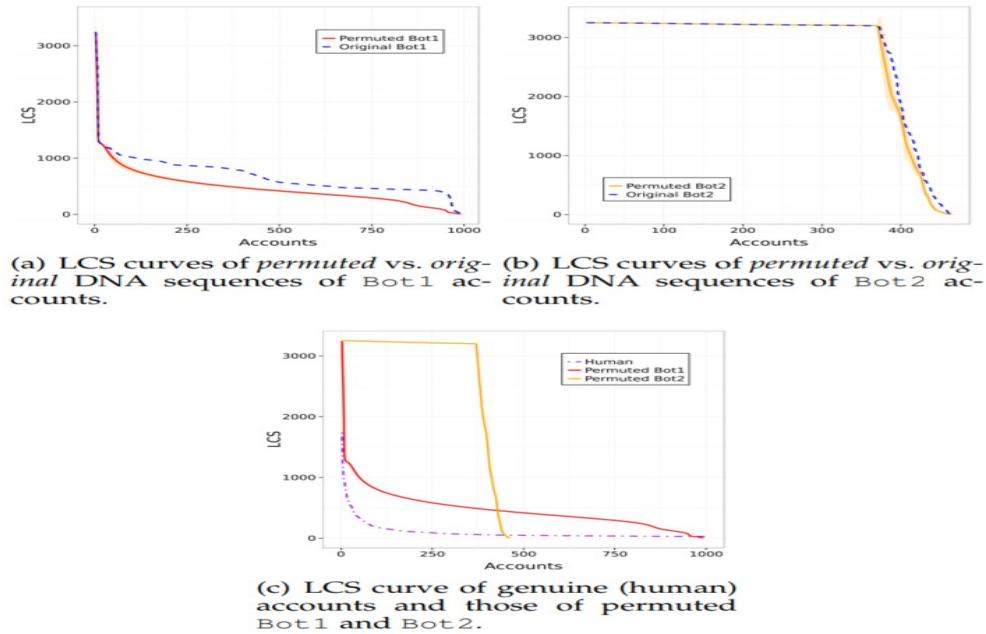 3000
2000
1000
0
LCS
Permuted Bot1
Original Bot1
0 250 500 750 1000
Accounts
(a) LCS curves of permuted vs. orig-
inal DNA sequences of Bot1 ac-
counts.
3000
2000
1000
0
LCS
Permuted Bot2
Original Bot2
0 100 200 300 400
Accounts
(b) LCS curves of permuted vs. orig-
inal DNA sequences of Bot2 ac-
counts.
3000
2000
1000
0
LCS
Human
Permuted Bot1
Permuted Bot2
0 250 500 750 1000
Accounts
(c) LCS curve of genuine (human)
accounts and those of permuted
Bot1 and Bot2.